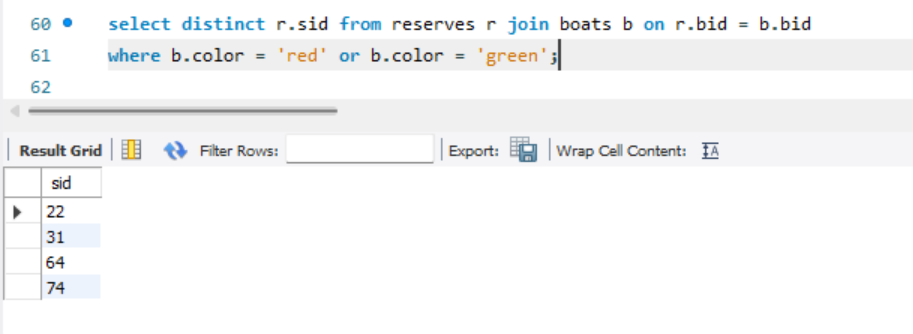 60 select distinct r.sid from reserves r join boats b on r.bid = b.bid
61 where b.color = 'red' or b.color = 'green';
62
Result Grid Filter Rows: Export: Wrap Cell Content: IA
sid
22
31
64
74